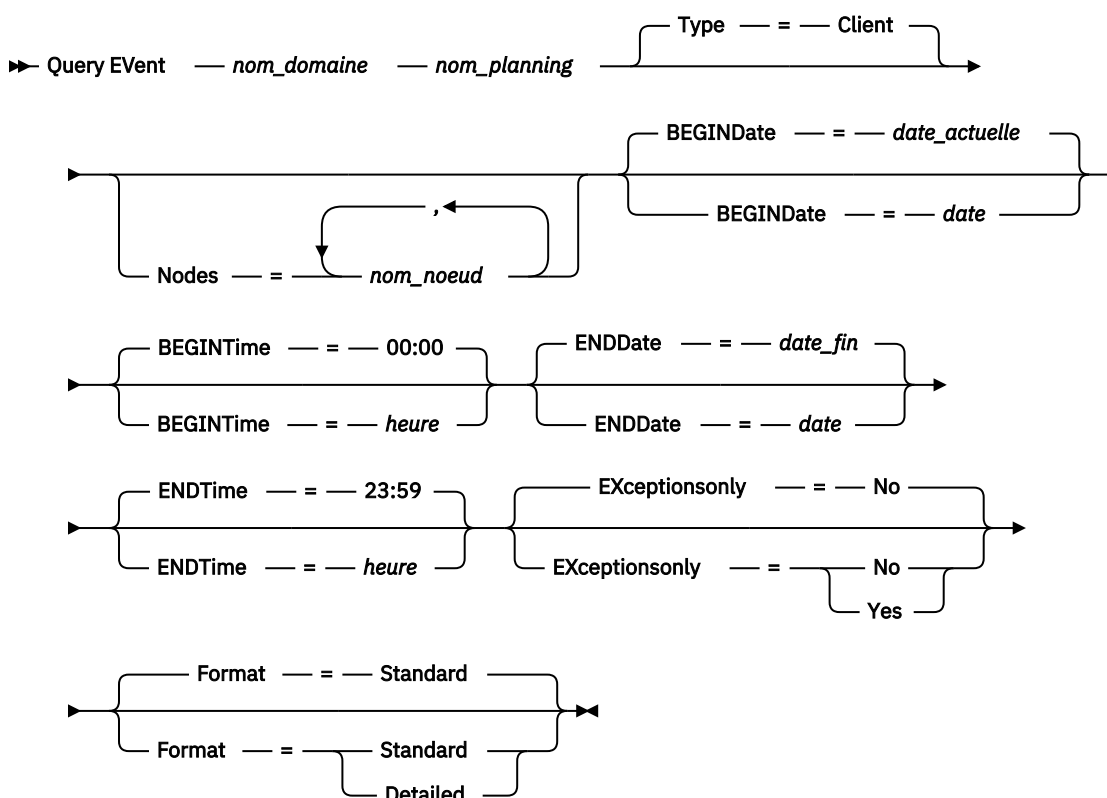 Type = Client
Query EVent nom_domaine nom_planning
BEGINDate = date_actuelle
BEGINDate = date
,
Nodes = nom_noeud
BEGINTime = 00:00
BEGINTime = heure
ENDDate = date_fin
ENDDate = date
ENDTime = 23:59
ENDTime = heure
EXceptionsonly = No
EXceptionsonly = No
Yes
Format = Standard
Format = Standard
Detailed